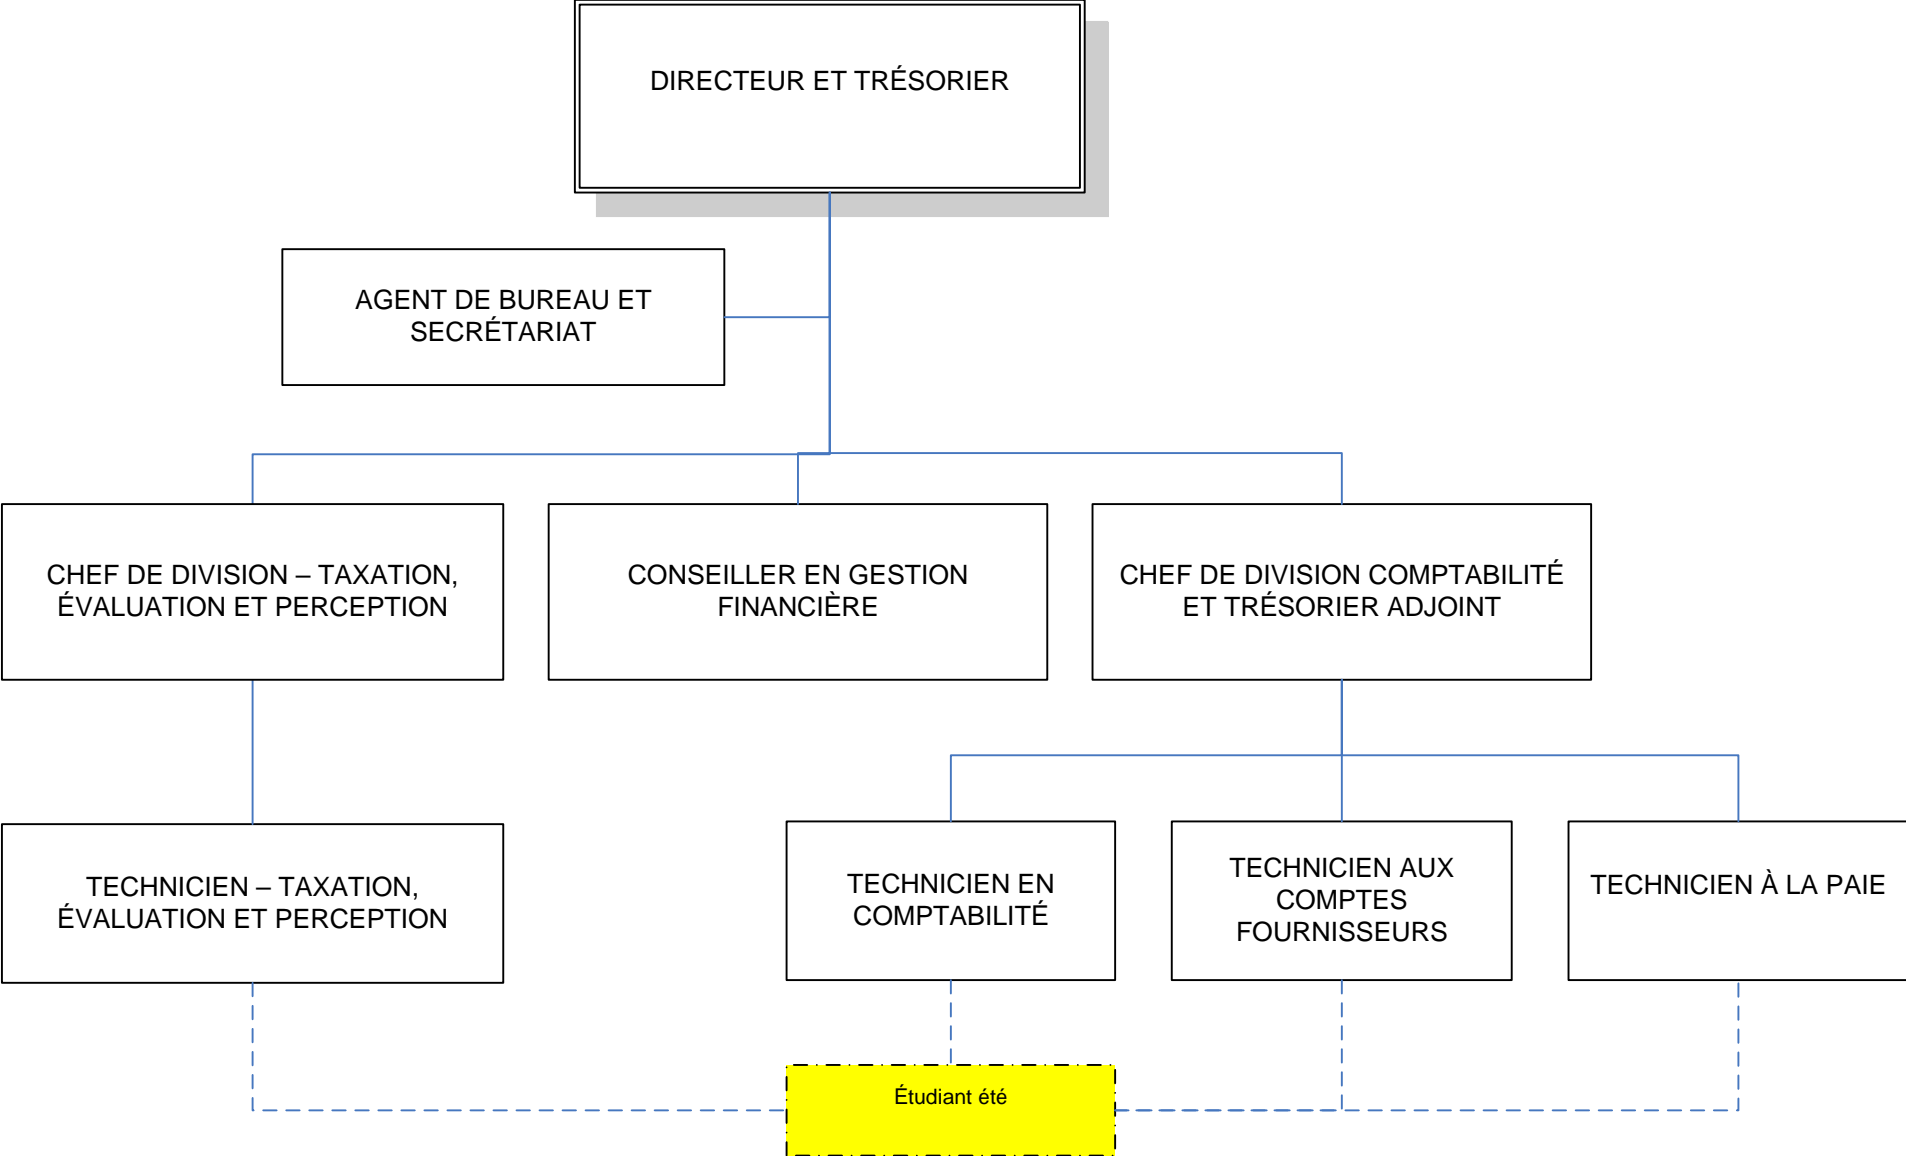 DIRECTEUR ET TRÉSORIER
AGENT DE BUREAU ET
SECRÉTARIAT
CHEF DE DIVISION – TAXATION,
ÉVALUATION ET PERCEPTION
CONSEILLER EN GESTION
FINANCIÈRE
CHEF DE DIVISION COMPTABILITÉ
ET TRÉSORIER ADJOINT
TECHNICIEN – TAXATION,
ÉVALUATION ET PERCEPTION
TECHNICIEN EN
COMPTABILITÉ
TECHNICIEN AUX
COMPTES
FOURNISSEURS
TECHNICIEN À LA PAIE
Étudiant été